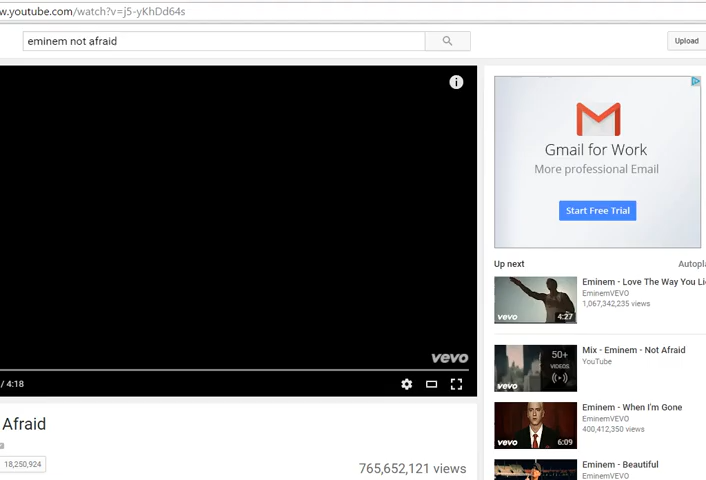 w.youtube.com/watch?v=j5-yKhDd64s
eminem not afraid
Upload
Gmail for Work
More professional Email
Start Free Trial
vevo
/ 4:18
Afraid
18,250,924
765,652,121 views
Up next
Autopla
Eminem - Love The Way You Lie
EminemVEVO
1,067,342,235 views
vevo
4:27
Mix - Eminem - Not Afraid
YouTube
50+
VIDEOS
vevo
Eminem - When I'm Gone
EminemVEVO
400,412,350 views
vevo
6:09
Eminem - Beautiful
EminemVEVO